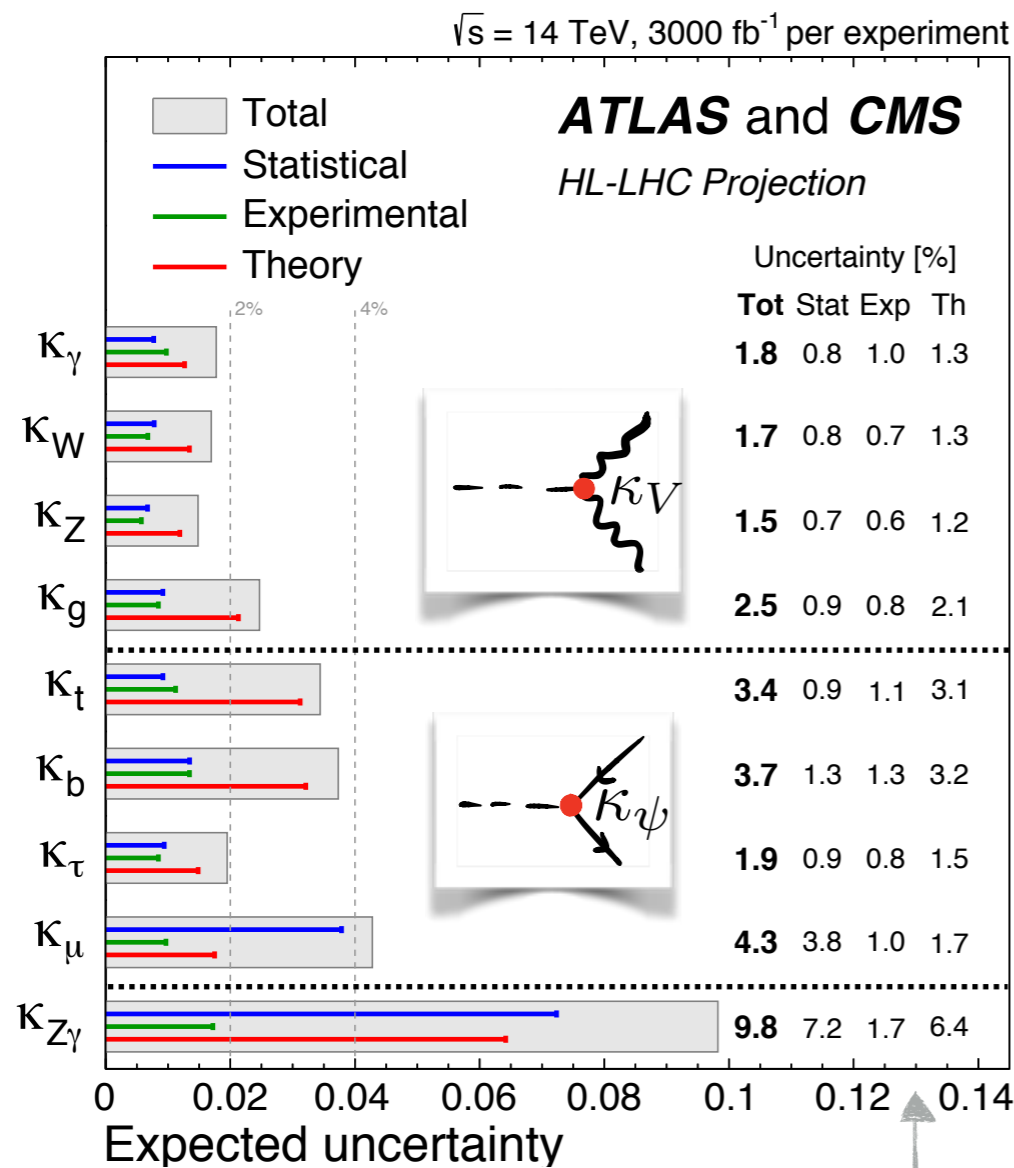 √s = 14 TeV, 3000 fb⁻¹ per experiment
Total
Statistical
Experimental
Theory
ATLAS and CMS
HL-LHC Projection
Uncertainty [%]
Tot Stat Exp Th
2% 4%
κγ 1.8 0.8 1.0 1.3
κW 1.7 0.8 0.7 1.3
κV
κZ 1.5 0.7 0.6 1.2
κg 2.5 0.9 0.8 2.1
κt 3.4 0.9 1.1 3.1
κb 3.7 1.3 1.3 3.2
κψ
κτ 1.9 0.9 0.8 1.5
κμ 4.3 3.8 1.0 1.7
κZγ 9.8 7.2 1.7 6.4
0 0.02 0.04 0.06 0.08 0.1 0.12 0.14
Expected uncertainty